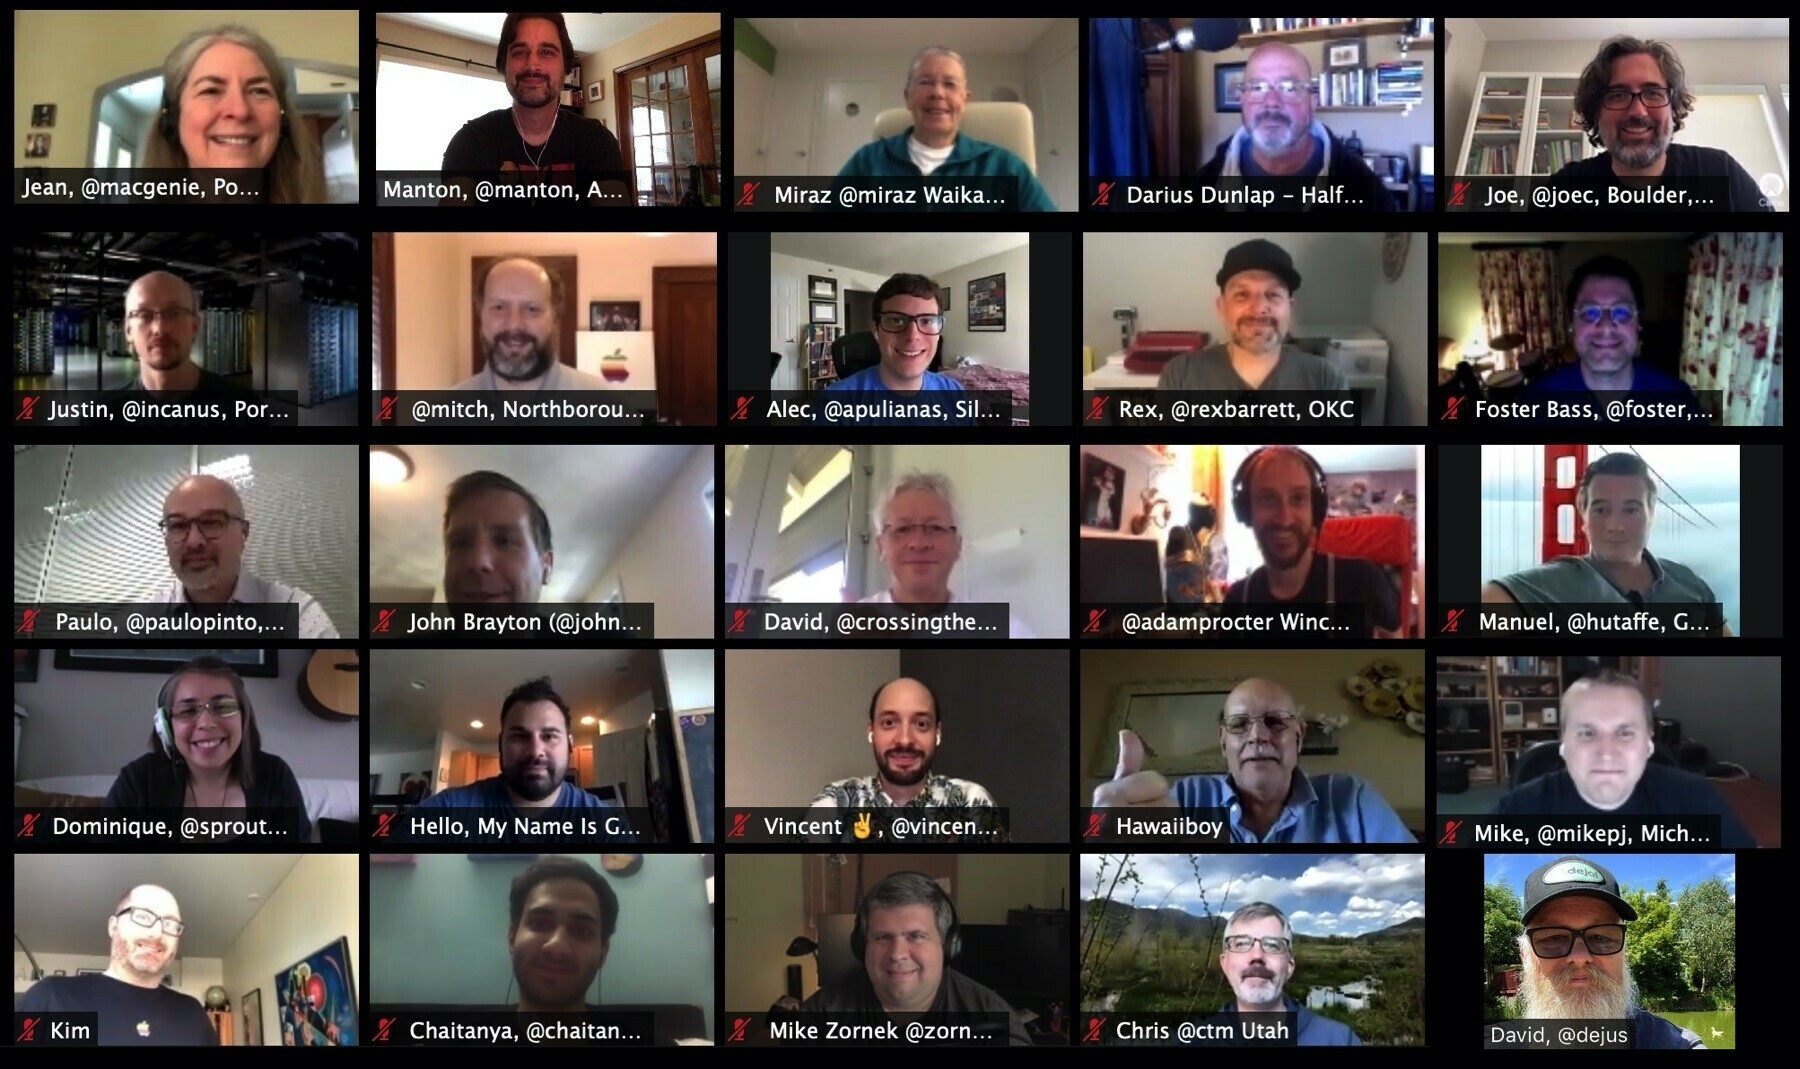 Jean, @macgenie, Po...
Manton, @manton, A...
Miraz @miraz Waika...
Darius Dunlap – Half...
Joe, @joec, Boulder,...
Camo
Justin, @incanus, Por...
@mitch, Northborou...
Alec, @apulianas, Sil...
Rex, @rexbarrett, OKC
Foster Bass, @foster,...
Paulo, @paulopinto,...
John Brayton (@john...
David, @crossingthe...
@adamprocter Winc...
Manuel, @hutaffe, G...
Dominique, @sprout...
Hello, My Name Is G...
Vincent ✌️, @vincen...
Hawaiiboy
Mike, @mikepj, Mich...
Kim
Chaitanya, @chaitan...
Mike Zornek @zorn...
Chris @ctm Utah
dejal
David, @dejus